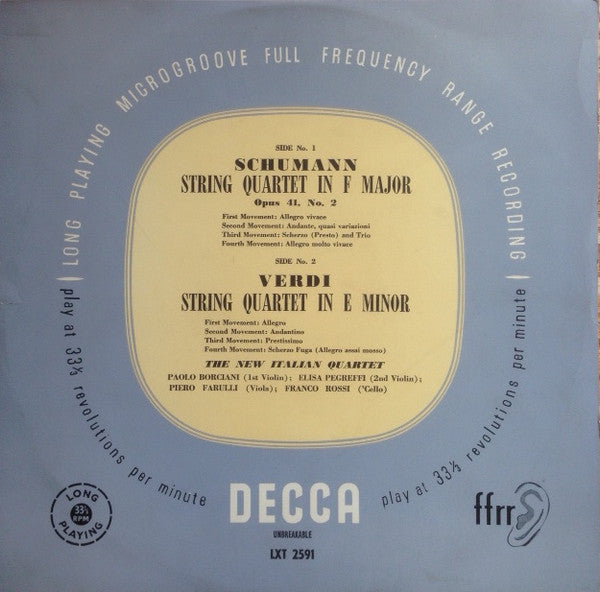 LONG PLAYING MICROGROOVE FULL FREQUENCY RANGE RECORDING
SIDE No. 1
SCHUMANN
STRING QUARTET IN F MAJOR
Opus 41, No. 2
First Movement: Allegro vivace
Second Movement: Andante, quasi variazioni
Third Movement: Scherzo (Presto) and Trio
Fourth Movement: Allegro molto vivace
SIDE No. 2
VERDI
STRING QUARTET IN E MINOR
First Movement: Allegro
Second Movement: Andantino
Third Movement: Prestissimo
Fourth Movement: Scherzo Fuga (Allegro assai mosso)
THE NEW ITALIAN QUARTET
PAOLO BORCIANI (1st Violin); ELISA PEGREFFI (2nd Violin);
PIERO FARULLI (Viola); FRANCO ROSSI ('Cello)
play at 33⅓ revolutions per minute
play at 33⅓ revolutions per minute
LONG
33⅓
RPM
PLAYING
DECCA
UNBREAKABLE
LXT 2591
ffrr